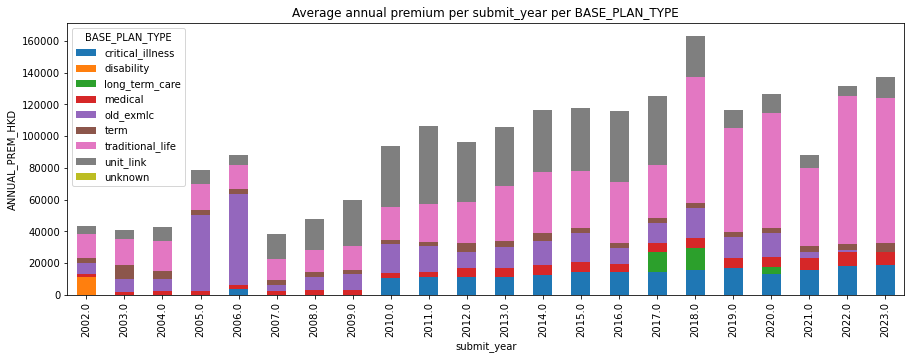 Average annual premium per submit_year per BASE_PLAN_TYPE
ANNUAL_PREM_HKD
160000
140000
120000
100000
80000
60000
40000
20000
0
BASE_PLAN_TYPE
critical_illness
disability
long_term_care
medical
old_exmlc
term
traditional_life
unit_link
unknown
2002.0
2003.0
2004.0
2005.0
2006.0
2007.0
2008.0
2009.0
2010.0
2011.0
2012.0
2013.0
2014.0
2015.0
2016.0
2017.0
2018.0
2019.0
2020.0
2021.0
2022.0
2023.0
submit_year